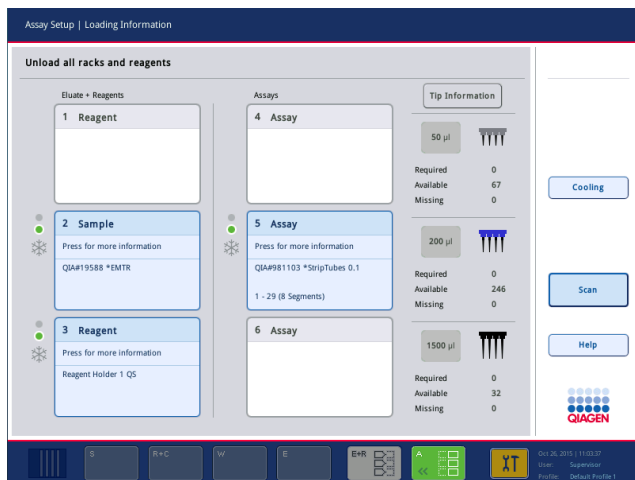 Assay Setup | Loading Information
Unload all racks and reagents
Eluate + Reagents
Assays
Tip Information
1 Reagent
4 Assay
50 µl
Required 0
Available 67
Missing 0
Cooling
2 Sample
Press for more information
QIA#19588 *EMTR
5 Assay
Press for more information
QIA#981103 *StripTubes 0.1
1 - 29 (8 Segments)
200 µl
Required 0
Available 246
Missing 0
Scan
3 Reagent
Press for more information
Reagent Holder 1 QS
6 Assay
1500 µl
Required 0
Available 32
Missing 0
Help
QIAGEN
S
R+C
W
E
E+R
A
Oct 26, 2015 | 11:03:37
User: Supervisor
Profile: Default Profile 1